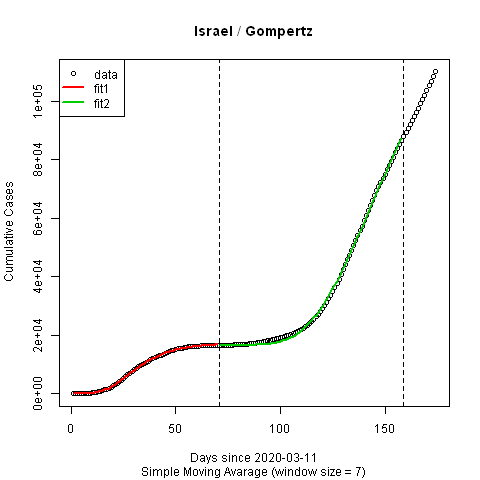 Israel / Gompertz
data
fit1
fit2
Cumulative Cases
0e+00
2e+04
4e+04
6e+04
8e+04
1e+05
0
50
100
150
Days since 2020-03-11
Simple Moving Avarage (window size = 7)